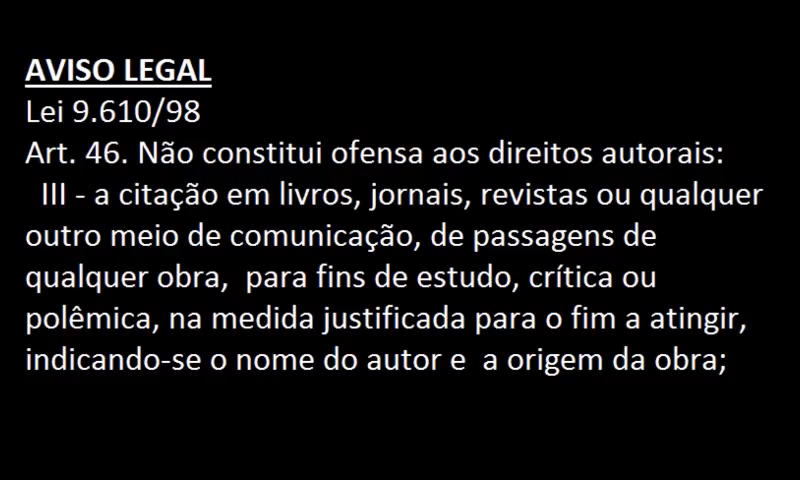 AVISO LEGAL
Lei 9.610/98
Art. 46. Não constitui ofensa aos direitos autorais:
III - a citação em livros, jornais, revistas ou qualquer
outro meio de comunicação, de passagens de
qualquer obra,  para fins de estudo, crítica ou
polêmica, na medida justificada para o fim a atingir,
indicando-se o nome do autor e  a origem da obra;